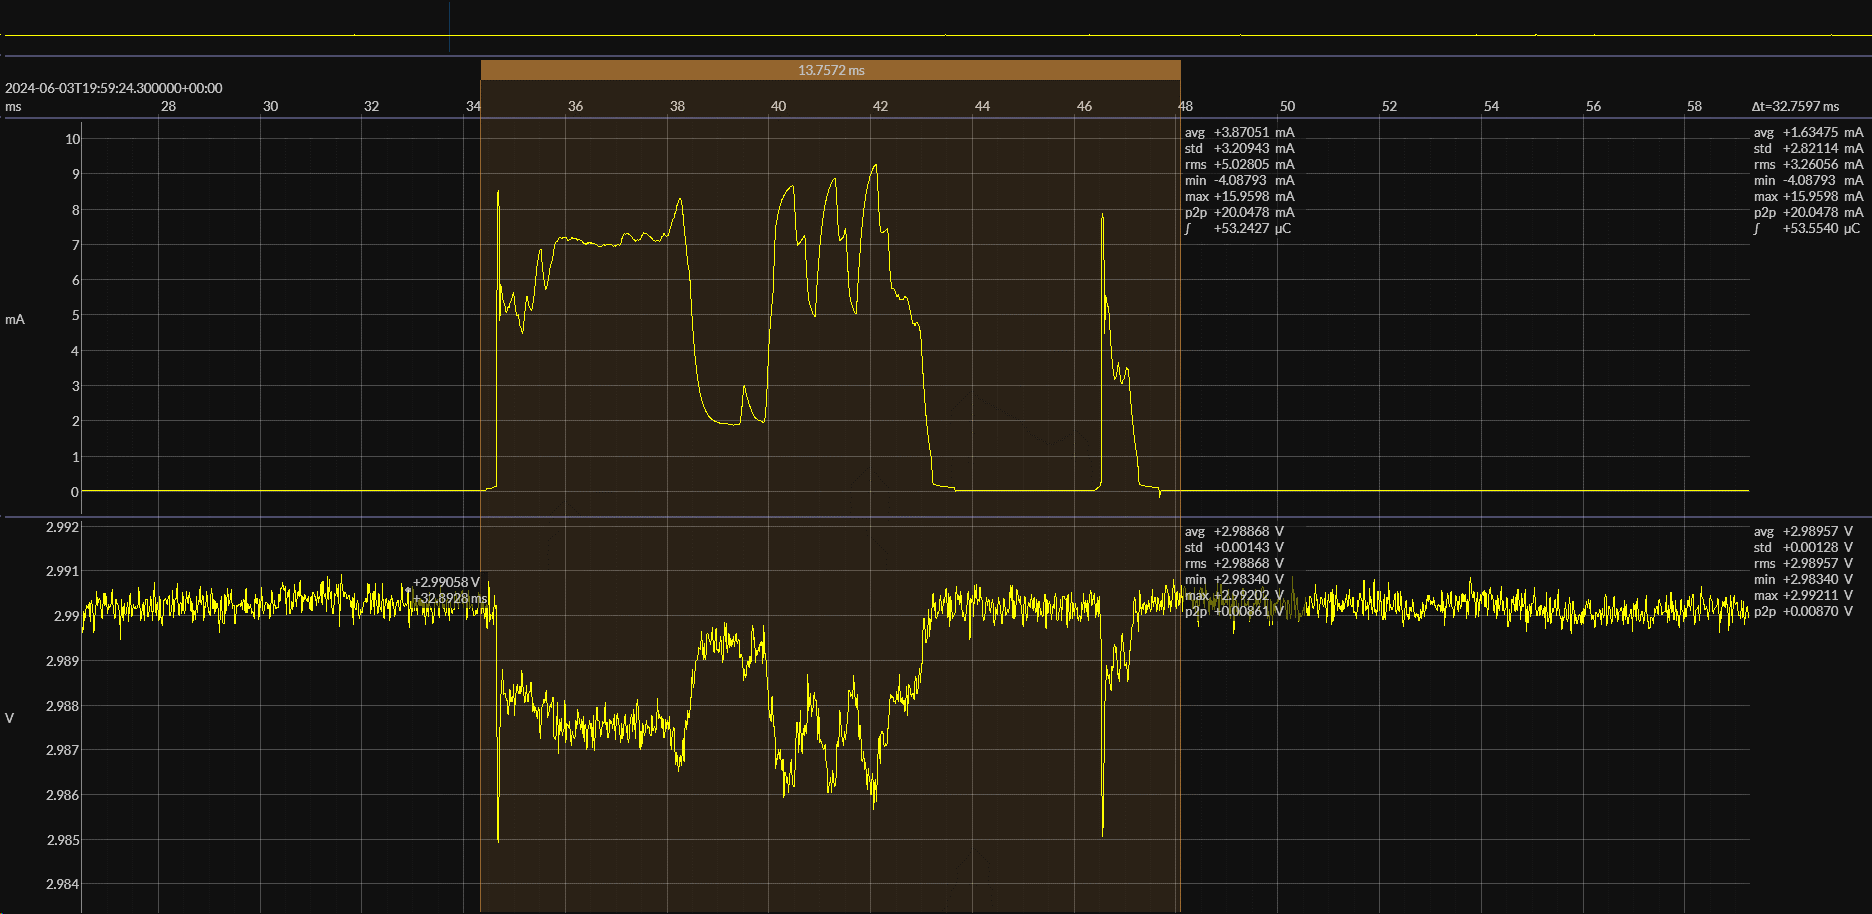 13.7572 ms
2024-06-03T19:59:24.300000+00:00
ms 28 30 32 34 36 38 40 42 44 46 48 50 52 54 56 58 Δt=32.7597 ms
10
9
8
7
6
5
mA
4
3
2
1
0
avg +3.87051 mA
std +3.20943 mA
rms +5.02805 mA
min -4.08793 mA
max +15.9598 mA
p2p +20.0478 mA
∫ +53.2427 µC
avg +1.63475 mA
std +2.82114 mA
rms +3.26056 mA
min -4.08793 mA
max +15.9598 mA
p2p +20.0478 mA
∫ +53.5540 µC
2.992
2.991
2.99
2.989
2.988
V
2.987
2.986
2.985
2.984
+2.99058 V
+32.8928 ms
avg +2.98868 V
std +0.00143 V
rms +2.98868 V
min +2.98340 V
max +2.99202 V
p2p +0.00861 V
avg +2.98957 V
std +0.00128 V
rms +2.98957 V
min +2.98340 V
max +2.99211 V
p2p +0.00870 V